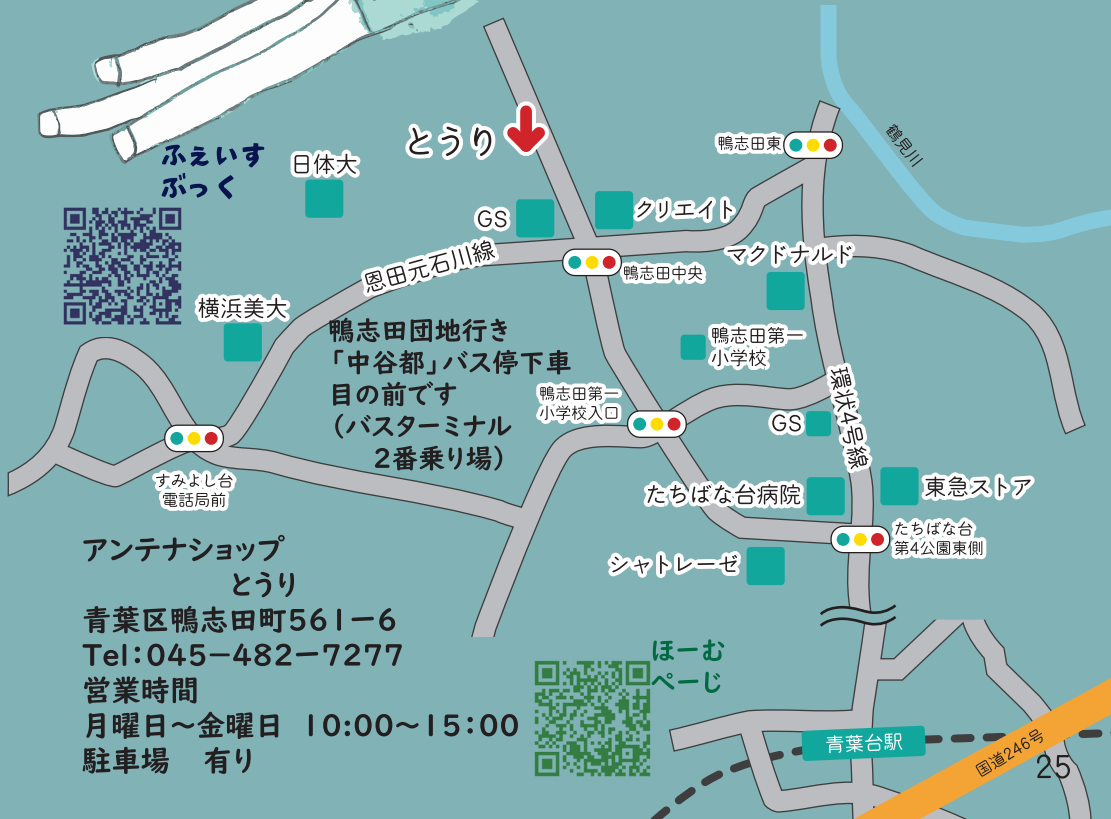 ふぇいす
ぶっく
日体大
とうり
鴨志田東
鶴見川
GS
クリエイト
恩田元石川線
鴨志田中央
マクドナルド
横浜美大
鴨志田団地行き
「中谷都」バス停下車
目の前です
（バスターミナル
２番乗り場）
鴨志田第一
小学校
鴨志田第一
小学校入口
GS
環状4号線
すみよし台
電話局前
たちばな台病院
東急ストア
たちばな台
第4公園東側
シャトレーゼ
アンテナショップ
とうり
青葉区鴨志田町561ー6
Tel:045ー482ー7277
営業時間
月曜日〜金曜日 10:00〜15:00
駐車場 有り
ほーむ
ぺーじ
青葉台駅
国道246号
25